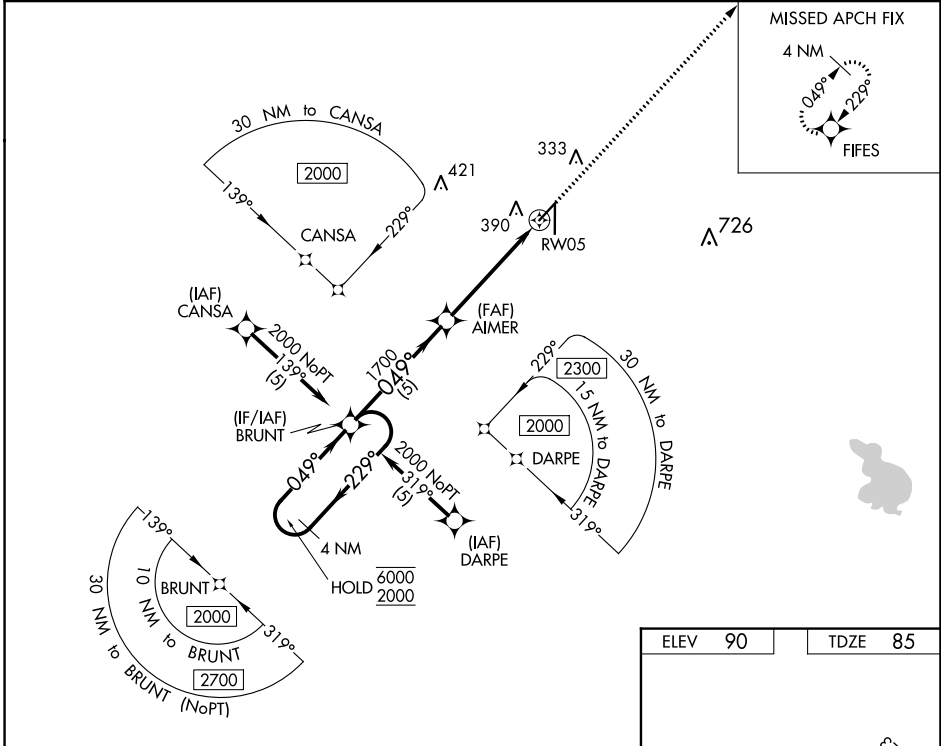 MISSED APCH FIX
4 NM
049°
229°
FIFES
30 NM to CANSA
2000
139°
229°
CANSA
421
333
390
RW05
726
(IAF)
CANSA
2000 NoPT
139°
(5)
(FAF)
AIMER
1700
049°
(5)
(IF/IAF)
BRUNT
049°
229°
2000 NoPT
319°
(5)
(IAF)
DARPE
4 NM
HOLD 6000
2000
229°
2300
30 NM to DARPE
15 NM to DARPE
2000
DARPE
319°
139°
BRUNT
2000
319°
10 NM to BRUNT
2700
30 NM to BRUNT (NoPT)
ELEV 90
TDZE 85